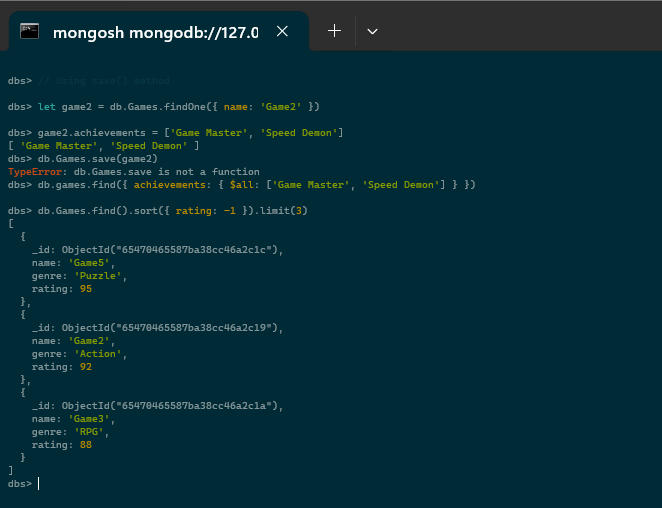 mongosh mongodb://127.0
dbs> // Using save() method
dbs> let game2 = db.Games.findOne({ name: 'Game2' })
dbs> game2.achievements = ['Game Master', 'Speed Demon']
[ 'Game Master', 'Speed Demon' ]
dbs> db.Games.save(game2)
TypeError: db.Games.save is not a function
dbs> db.games.find({ achievements: { $all: ['Game Master', 'Speed Demon'] } })
dbs> db.Games.find().sort({ rating: -1 }).limit(3)
[
  {
    _id: ObjectId("65470465587ba38cc46a2c1c"),
    name: 'Game5',
    genre: 'Puzzle',
    rating: 95
  },
  {
    _id: ObjectId("65470465587ba38cc46a2c19"),
    name: 'Game2',
    genre: 'Action',
    rating: 92
  },
  {
    _id: ObjectId("65470465587ba38cc46a2c1a"),
    name: 'Game3',
    genre: 'RPG',
    rating: 88
  }
]
dbs>